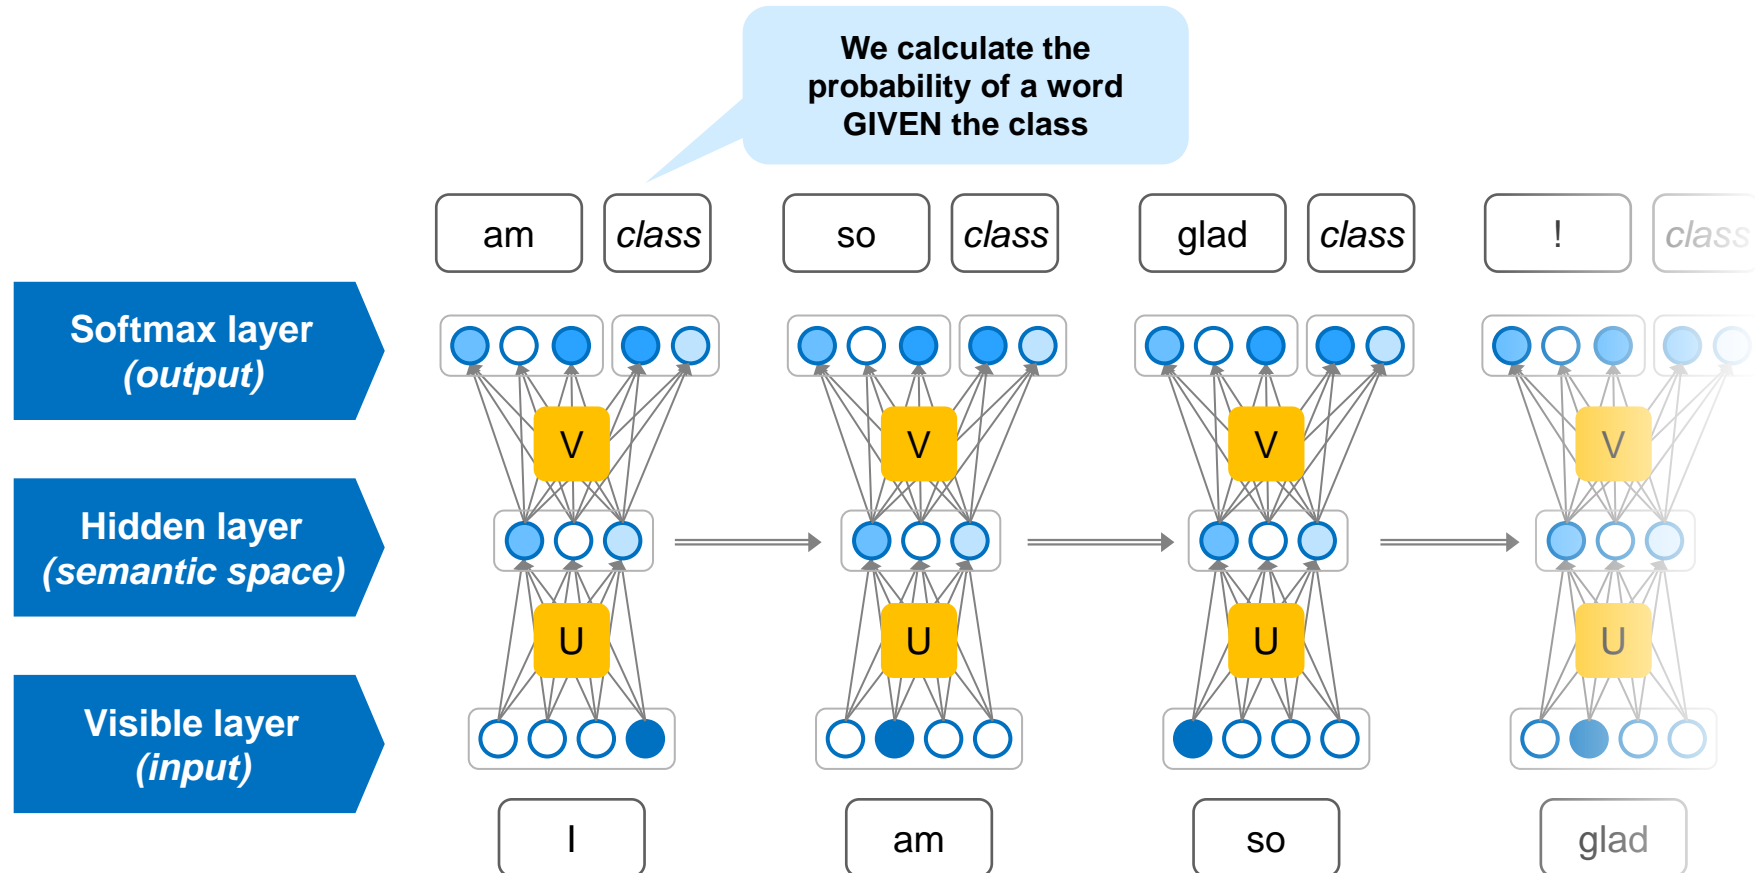 We calculate the
probability of a word
GIVEN the class
am class so class glad class ! class
Softmax layer
(output)
V V V V
Hidden layer
(semantic space)
U U U U
Visible layer
(input)
I am so glad